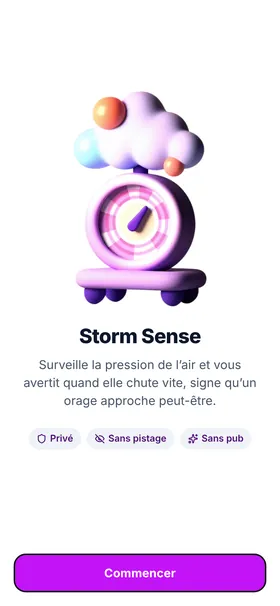 Storm Sense
Surveille la pression de l’air et vous
avertit quand elle chute vite, signe qu’un
orage approche peut-être.
Privé
Sans pistage
Sans pub
Commencer